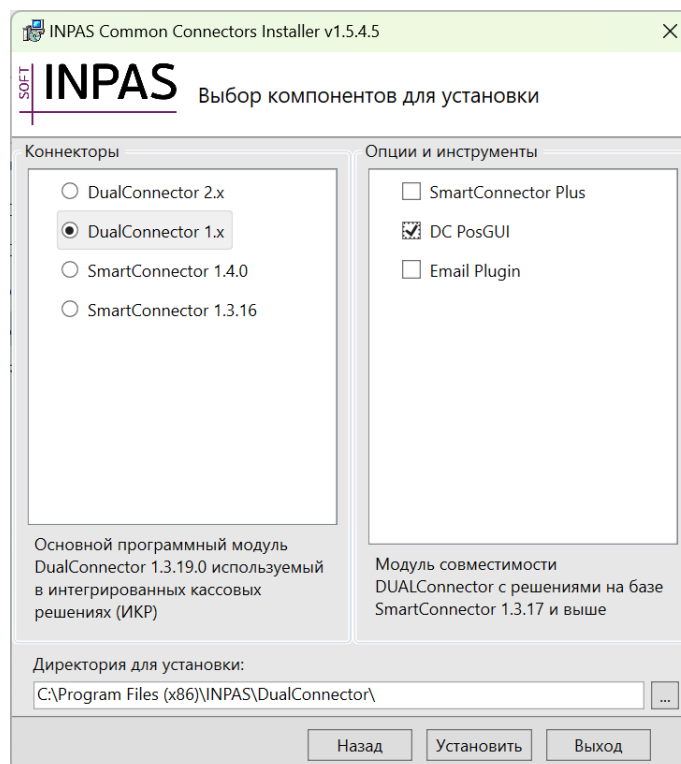 INPAS Common Connectors Installer v1.5.4.5
SOFT INPAS
Выбор компонентов для установки
Коннекторы
DualConnector 2.x
DualConnector 1.x
SmartConnector 1.4.0
SmartConnector 1.3.16
Основной программный модуль
DualConnector 1.3.19.0 используемый
в интегрированных кассовых
решениях (ИКР)
Опции и инструменты
SmartConnector Plus
DC PosGUI
Email Plugin
Модуль совместимости
DUALConnector с решениями на базе
SmartConnector 1.3.17 и выше
Директория для установки:
C:\Program Files (x86)\INPAS\DualConnector\
...
Назад
Установить
Выход